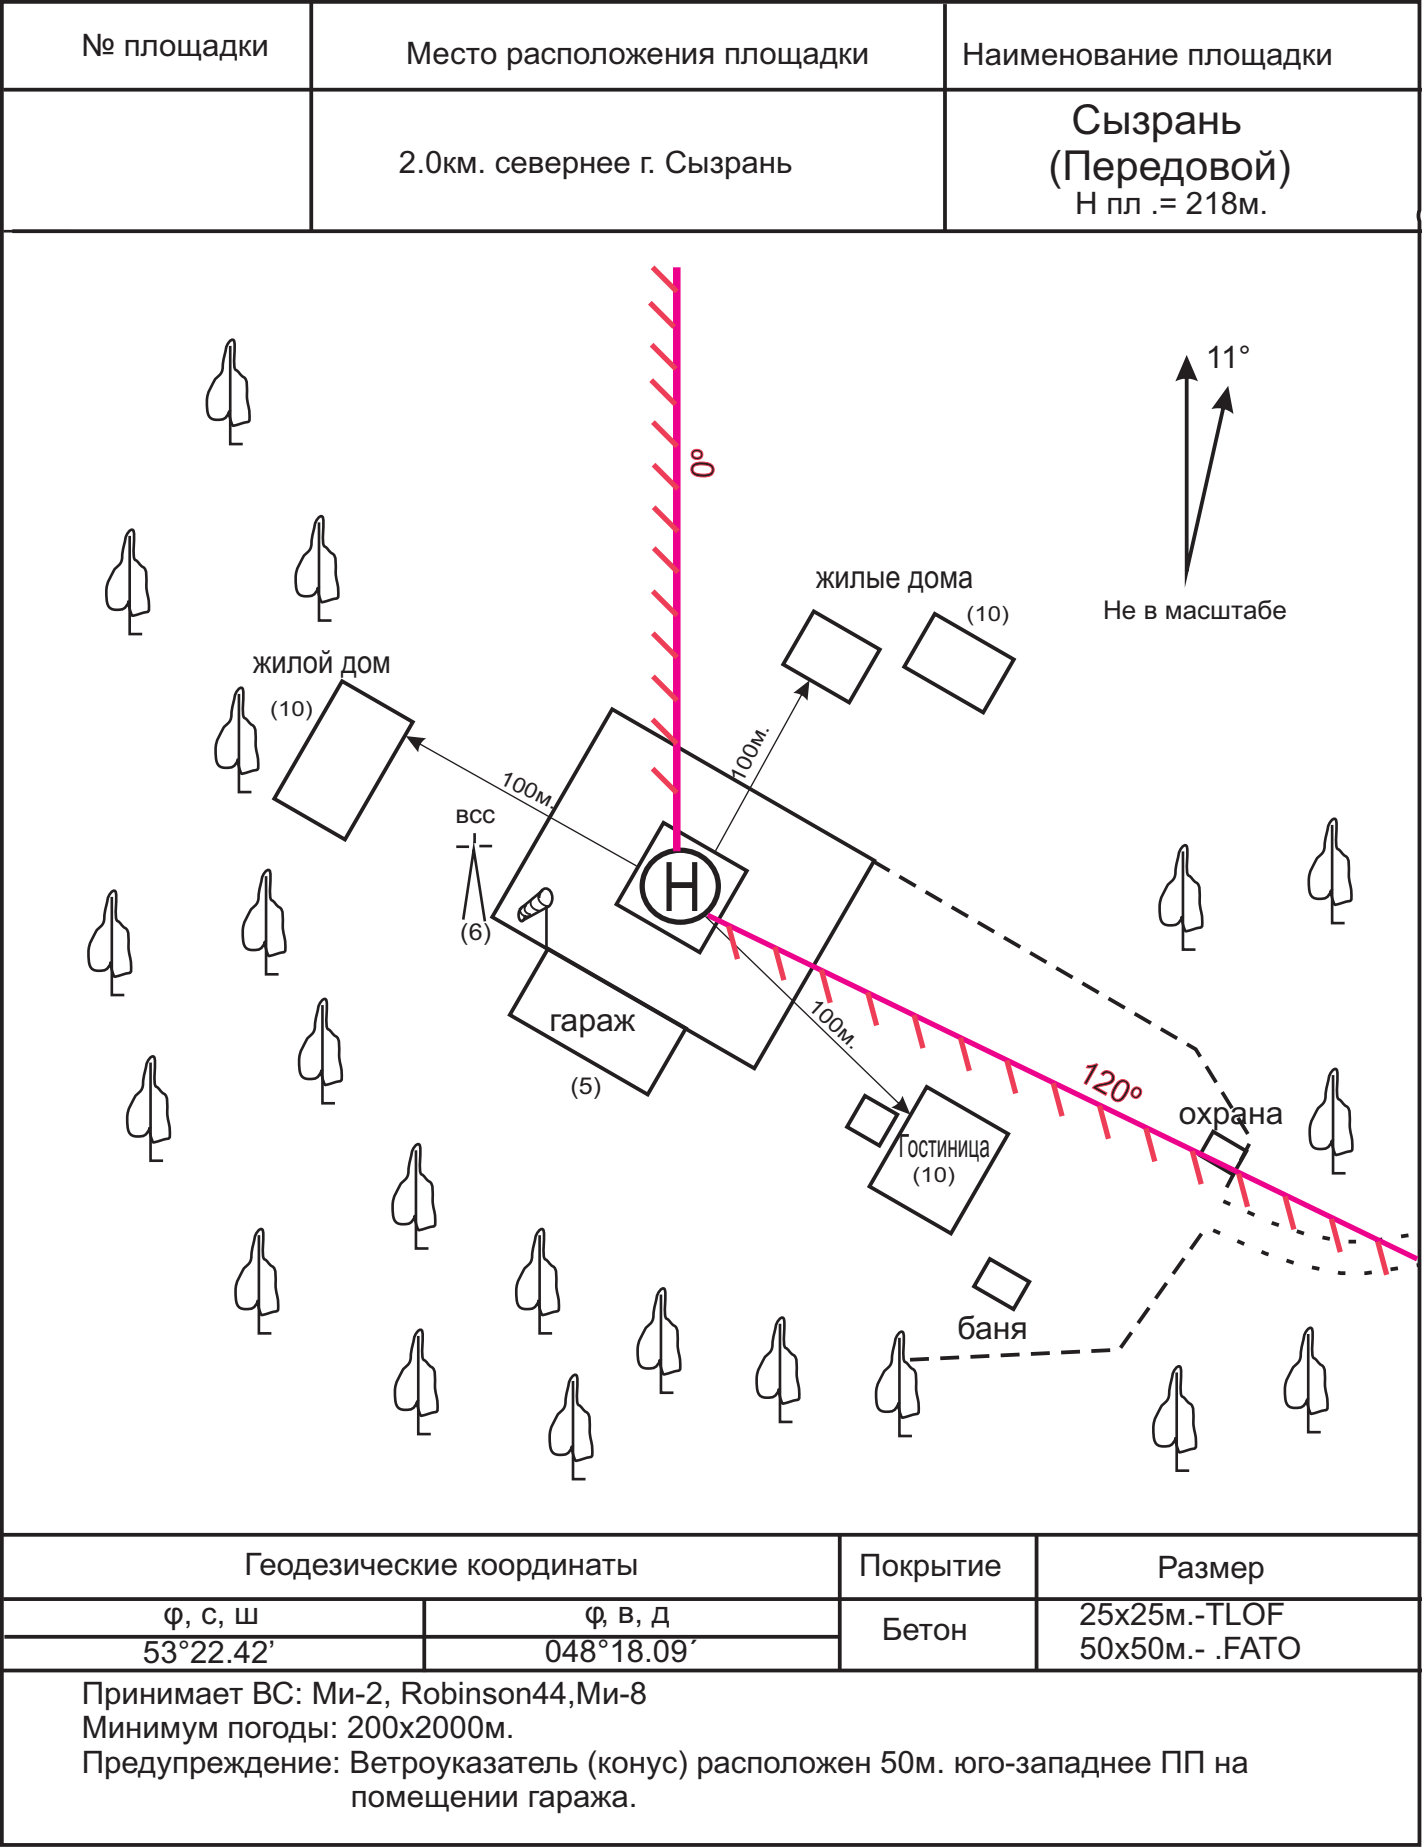 № площадки
Место расположения площадки
Наименование площадки
2.0км. севернее г. Сызрань
Сызрань
(Передовой)
Н пл .= 218м.
11°
0°
жилые дома
(10)
Не в масштабе
жилой дом
(10)
100м.
100м.
всс
H
(6)
100м.
гараж
(5)
120°
охрана
Гостиница
(10)
баня
Геодезические координаты
Покрытие
Размер
φ, с, ш
φ, в, д
Бетон
25х25м.-TLOF
50х50м.- .FATO
53°22.42’
048°18.09´
Принимает ВС: Ми-2, Robinson44,Ми-8
Минимум погоды: 200х2000м.
Предупреждение: Ветроуказатель (конус) расположен 50м. юго-западнее ПП на
помещении гаража.